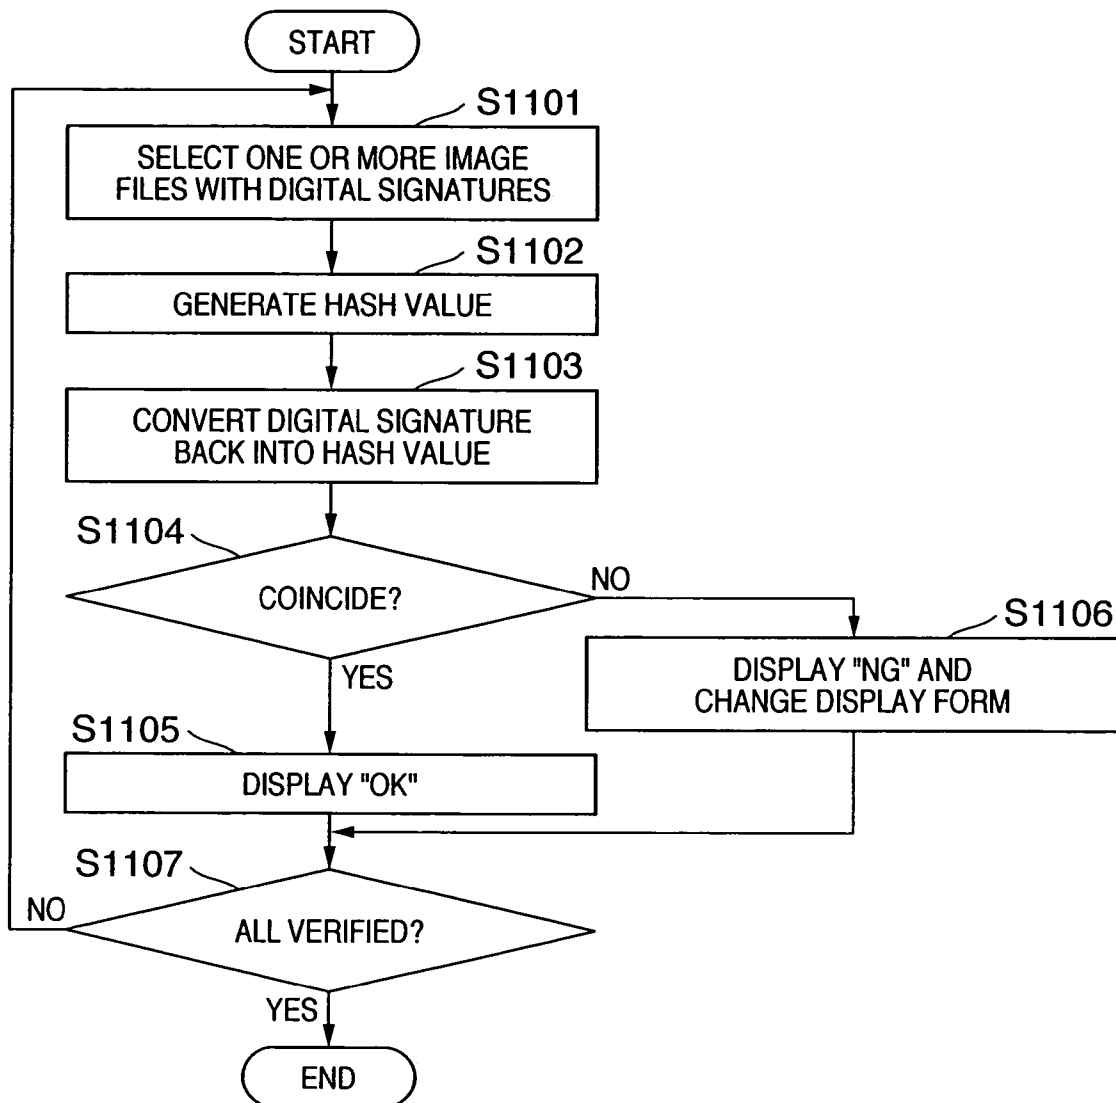 START
S1101
SELECT ONE OR MORE IMAGE
FILES WITH DIGITAL SIGNATURES
S1102
GENERATE HASH VALUE
S1103
CONVERT DIGITAL SIGNATURE
BACK INTO HASH VALUE
S1104
COINCIDE?
NO
YES
S1106
DISPLAY "NG" AND
CHANGE DISPLAY FORM
S1105
DISPLAY "OK"
S1107
ALL VERIFIED?
NO
YES
END